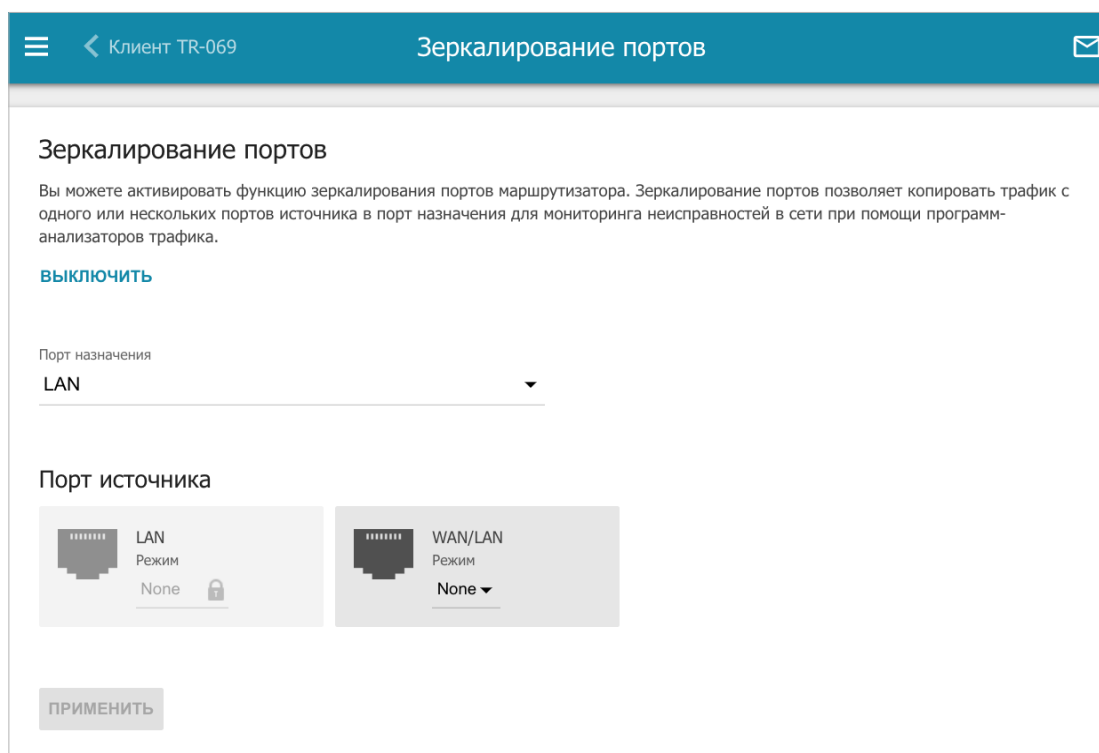 Клиент TR-069
Зеркалирование портов
Зеркалирование портов
Вы можете активировать функцию зеркалирования портов маршрутизатора. Зеркалирование портов позволяет копировать трафик с
одного или нескольких портов источника в порт назначения для мониторинга неисправностей в сети при помощи программ-
анализаторов трафика.
ВЫКЛЮЧИТЬ
Порт назначения
LAN
Порт источника
LAN
Режим
None
WAN/LAN
Режим
None
ПРИМЕНИТЬ